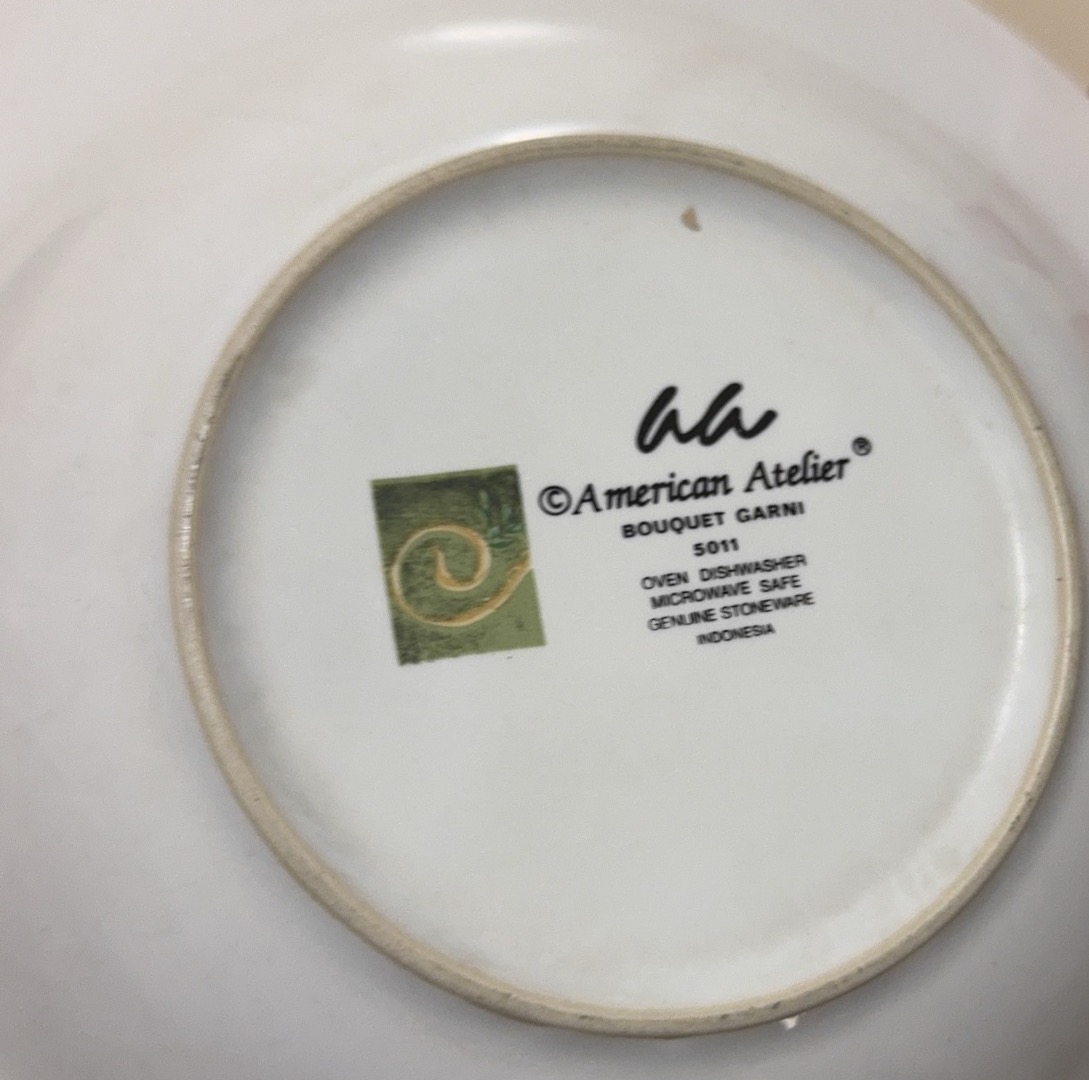 aa
©American Atelier®
BOUQUET GARNI
5011
OVEN DISHWASHER
MICROWAVE SAFE
GENUINE STONEWARE
INDONESIA